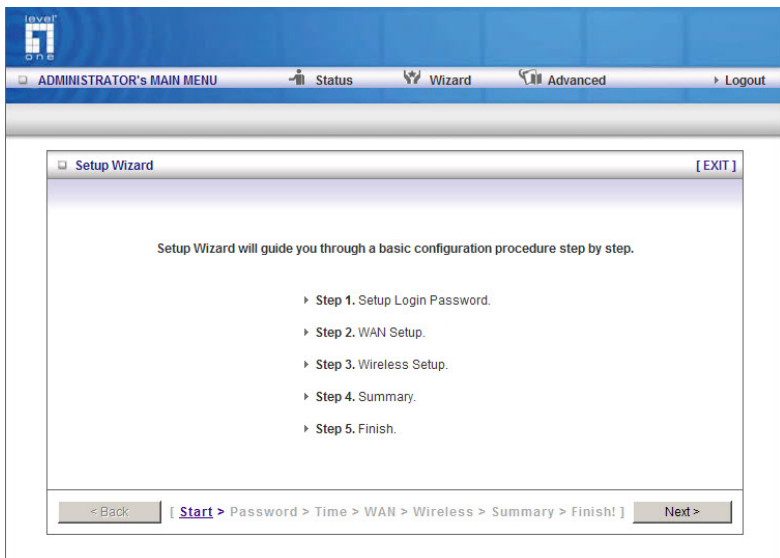 level
one
ADMINISTRATOR's MAIN MENU Status Wizard Advanced Logout
Setup Wizard [ EXIT ]
Setup Wizard will guide you through a basic configuration procedure step by step.
Step 1. Setup Login Password.
Step 2. WAN Setup.
Step 3. Wireless Setup.
Step 4. Summary.
Step 5. Finish.
< Back [ Start > Password > Time > WAN > Wireless > Summary > Finish! ] Next >